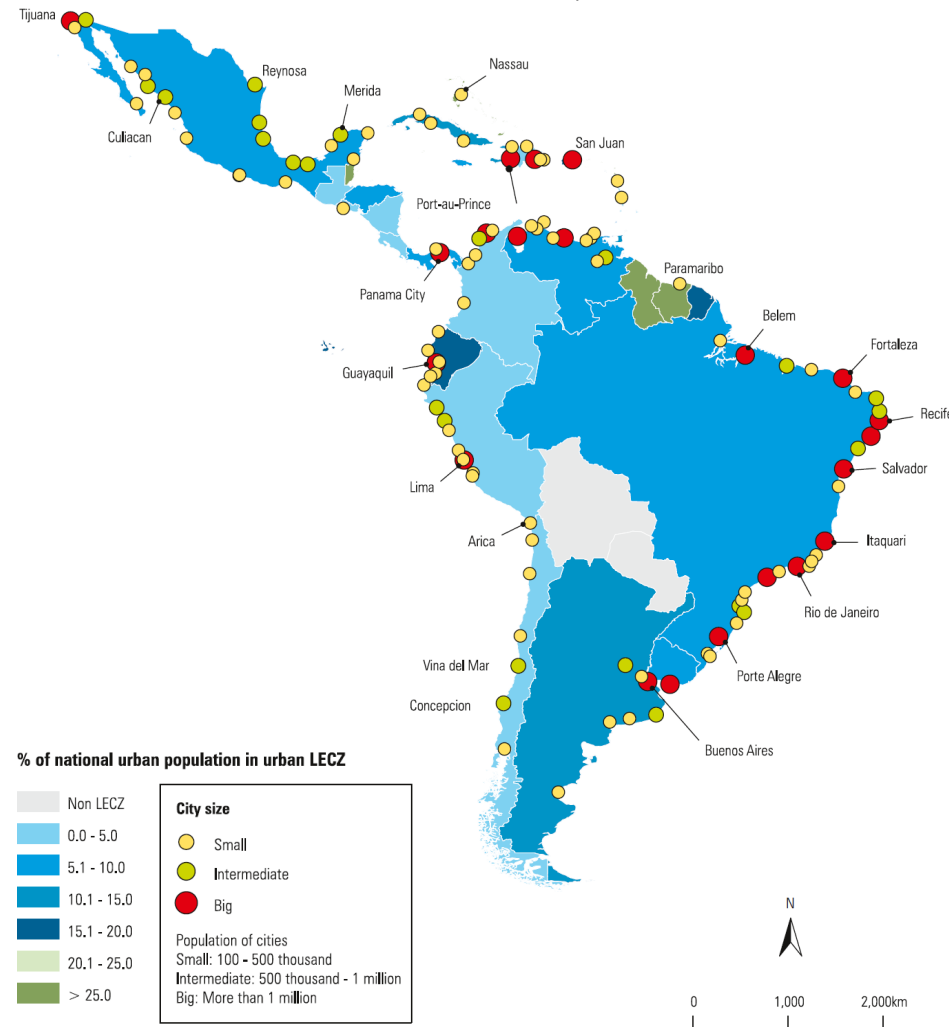 Tijuana
Nassau
Reynosa
Merida
Culiacan
San Juan
Port-au-Prince
Paramaribo
Panama City
Belem
Fortaleza
Guayaquil
Recife
Salvador
Lima
Arica
Itaquari
Rio de Janeiro
Vina del Mar
Porte Alegre
Concepcion
Buenos Aires
% of national urban population in urban LECZ
Non LECZ
0.0 - 5.0
5.1 - 10.0
10.1 - 15.0
15.1 - 20.0
20.1 - 25.0
> 25.0
City size
Small
Intermediate
Big
Population of cities
Small: 100 - 500 thousand
Intermediate: 500 thousand - 1 million
Big: More than 1 million
N
0 1,000 2,000km